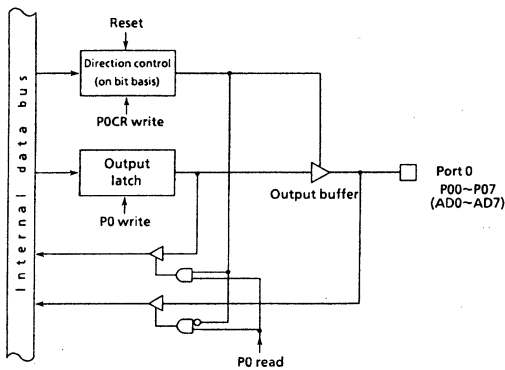 Reset
Direction control
(on bit basis)
P0CR write
Internal data bus
Output
latch
P0 write
Output buffer
Port 0
P00~P07
(AD0~AD7)
P0 read